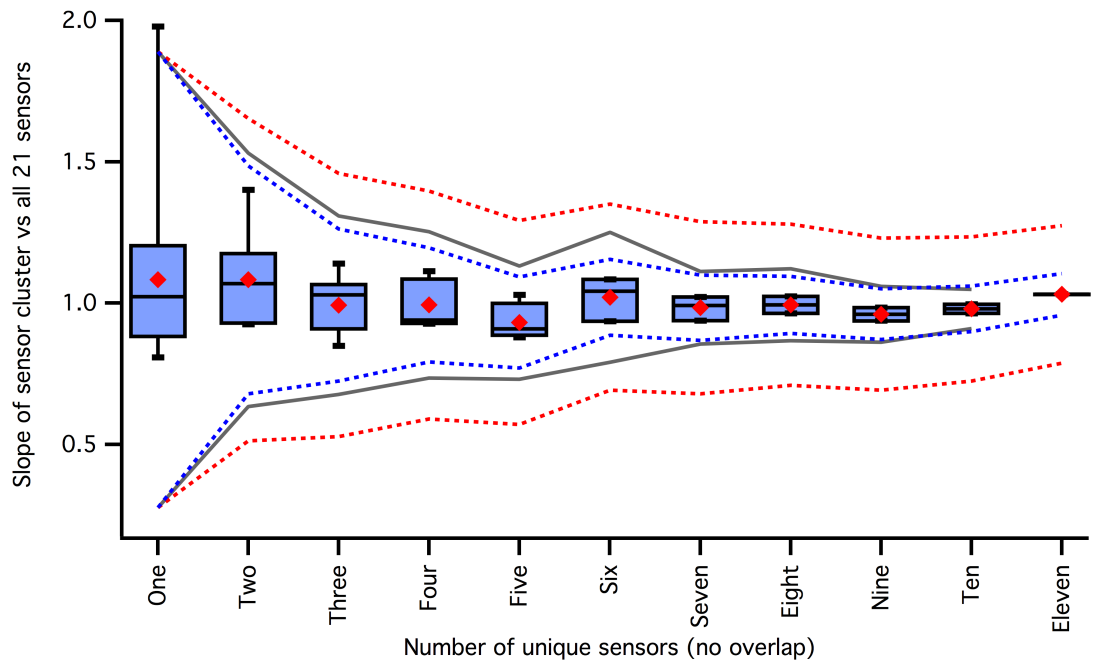 Slope of sensor cluster vs all 21 sensors
2.0
1.5
1.0
0.5
One
Two
Three
Four
Five
Six
Seven
Eight
Nine
Ten
Eleven
Number of unique sensors (no overlap)